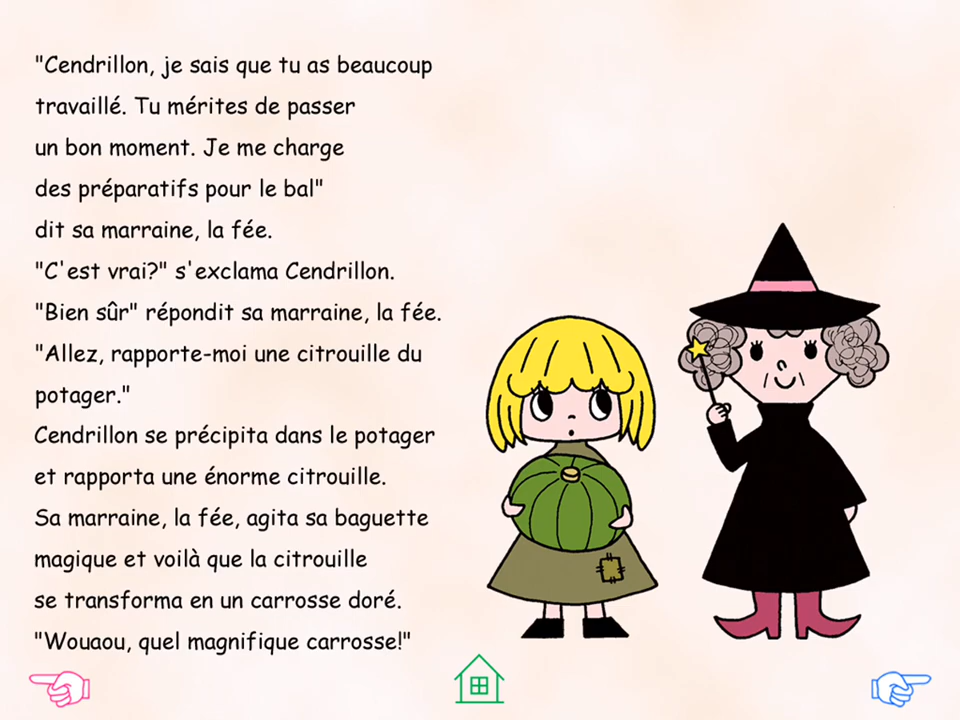 "Cendrillon, je sais que tu as beaucoup
travaillé. Tu mérites de passer
un bon moment. Je me charge
des préparatifs pour le bal"
dit sa marraine, la fée.
"C'est vrai?" s'exclama Cendrillon.
"Bien sûr" répondit sa marraine, la fée.
"Allez, rapporte-moi une citrouille du
potager."
Cendrillon se précipita dans le potager
et rapporta une énorme citrouille.
Sa marraine, la fée, agita sa baguette
magique et voilà que la citrouille
se transforma en un carrosse doré.
"Wouaou, quel magnifique carrosse!"